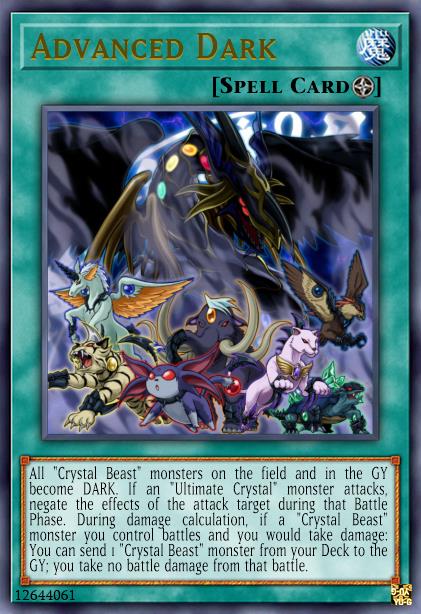 ADVANCED DARK
魔
[SPELL CARD]
All "Crystal Beast" monsters on the field and in the GY
become DARK. If an "Ultimate Crystal" monster attacks,
negate the effects of the attack target during that Battle
Phase. During damage calculation, if a "Crystal Beast"
monster you control battles and you would take damage:
You can send 1 "Crystal Beast" monster from your Deck to the
GY; you take no battle damage from that battle.
12644061